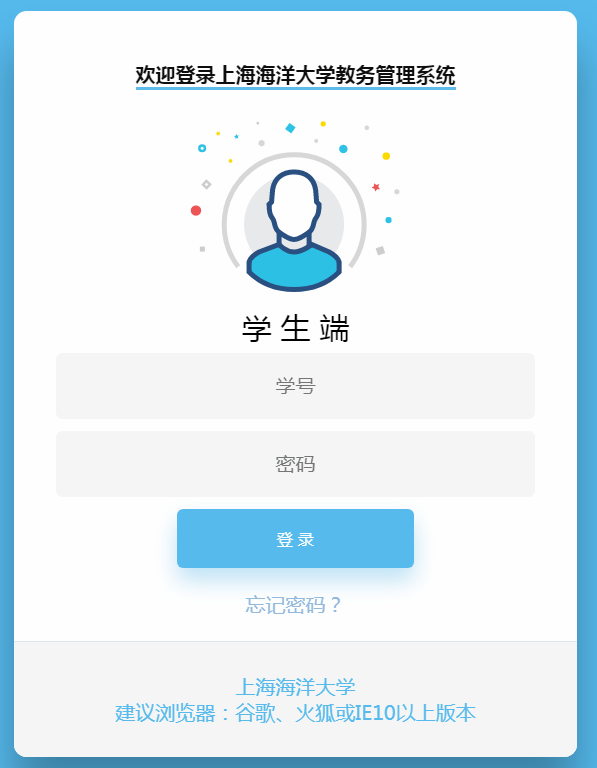 欢迎登录上海海洋大学教务管理系统
学生端
学号
密码
登录
忘记密码？
上海海洋大学
建议浏览器：谷歌、火狐或IE10以上版本